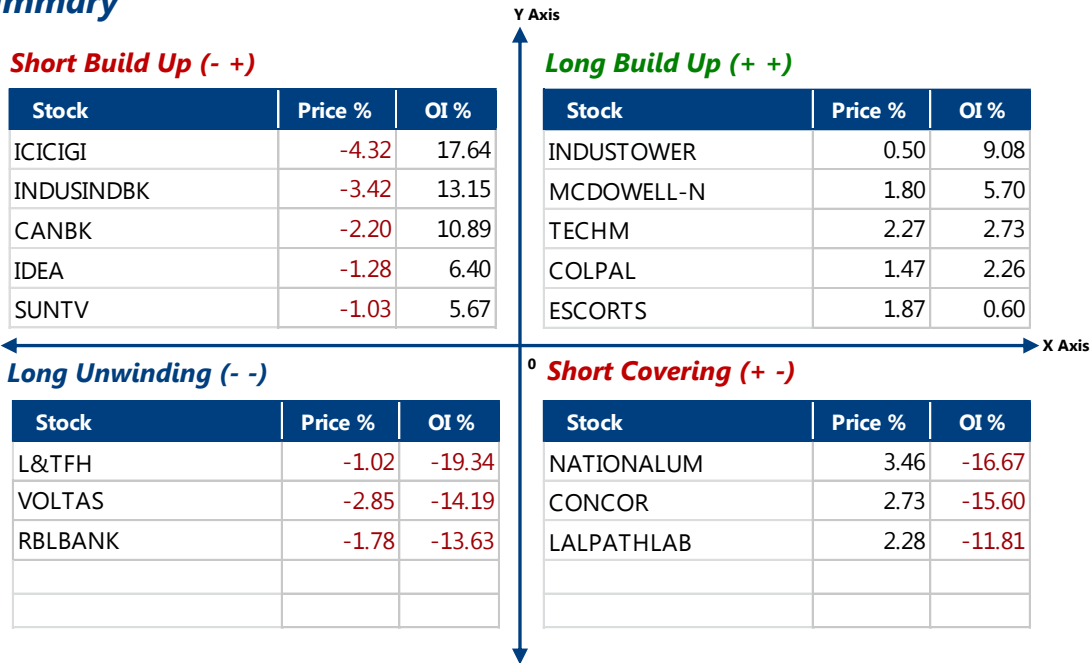 Y Axis
Short Build Up (- +)
Stock Price % OI %
ICICIGI -4.32 17.64
INDUSINDBK -3.42 13.15
CANBK -2.20 10.89
IDEA -1.28 6.40
SUNTV -1.03 5.67
Long Build Up (+ +)
Stock Price % OI %
INDUSTOWER 0.50 9.08
MCDOWELL-N 1.80 5.70
TECHM 2.27 2.73
COLPAL 1.47 2.26
ESCORTS 1.87 0.60
X Axis
0
Long Unwinding (- -)
Stock Price % OI %
L&TFH -1.02 -19.34
VOLTAS -2.85 -14.19
RBLBANK -1.78 -13.63
Short Covering (+ -)
Stock Price % OI %
NATIONALUM 3.46 -16.67
CONCOR 2.73 -15.60
LALPATHLAB 2.28 -11.81